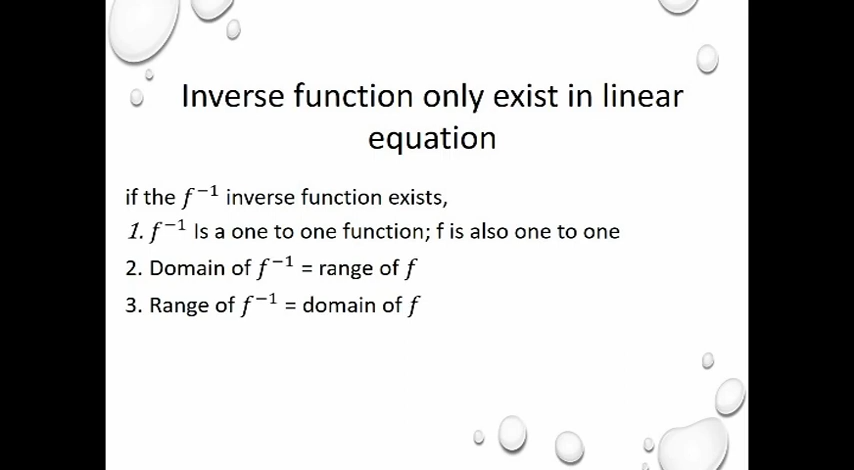 Inverse function only exist in linear
equation
if the f⁻¹ inverse function exists,
1. f⁻¹ Is a one to one function; f is also one to one
2. Domain of f⁻¹ = range of f
3. Range of f⁻¹ = domain of f